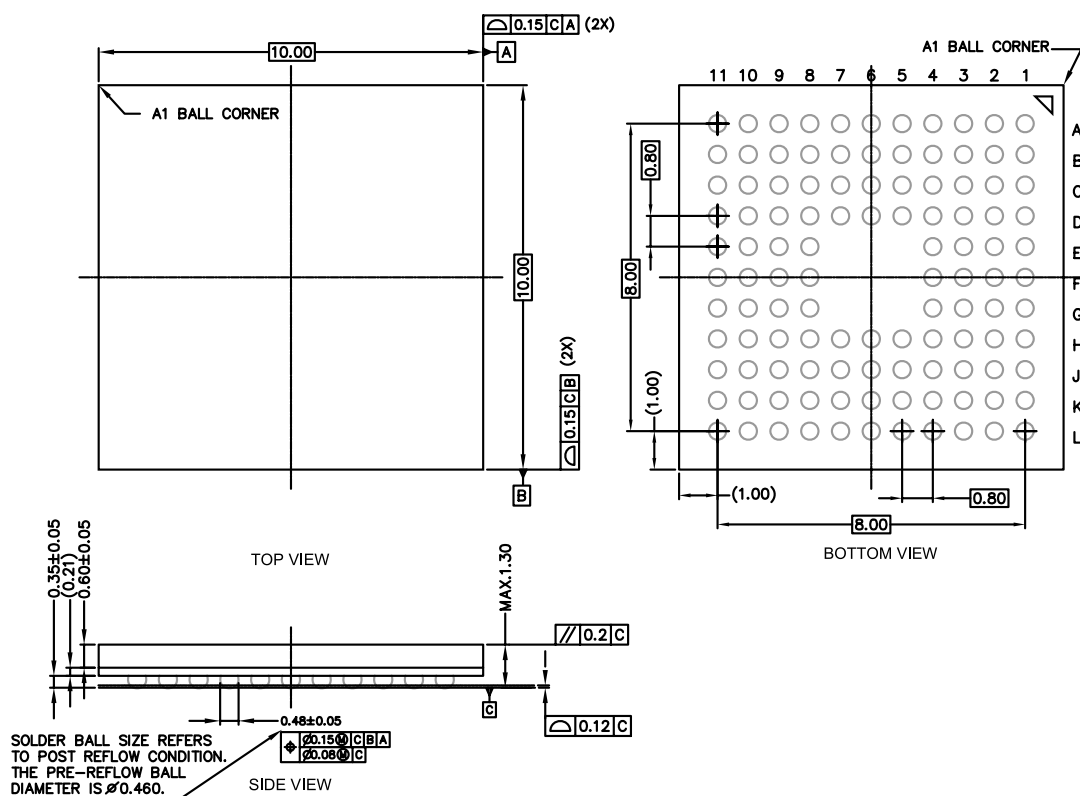 0.15 C A (2X)
10.00
A
A1 BALL CORNER
10.00
0.15 C B (2X)
B
TOP VIEW
A1 BALL CORNER
11 10 9 8 7 6 5 4 3 2 1
A
B
C
D
E
F
G
H
J
K
L
0.80
8.00
(1.00)
(1.00)
0.80
8.00
BOTTOM VIEW
0.35±0.05
(0.21)
0.60±0.05
MAX.1.30
// 0.2 C
C
0.12 C
0.48±0.05
Ø0.15Ⓜ C B A
Ø0.08Ⓜ C
SOLDER BALL SIZE REFERS
TO POST REFLOW CONDITION.
THE PRE-REFLOW BALL
DIAMETER IS Ø0.460.
SIDE VIEW